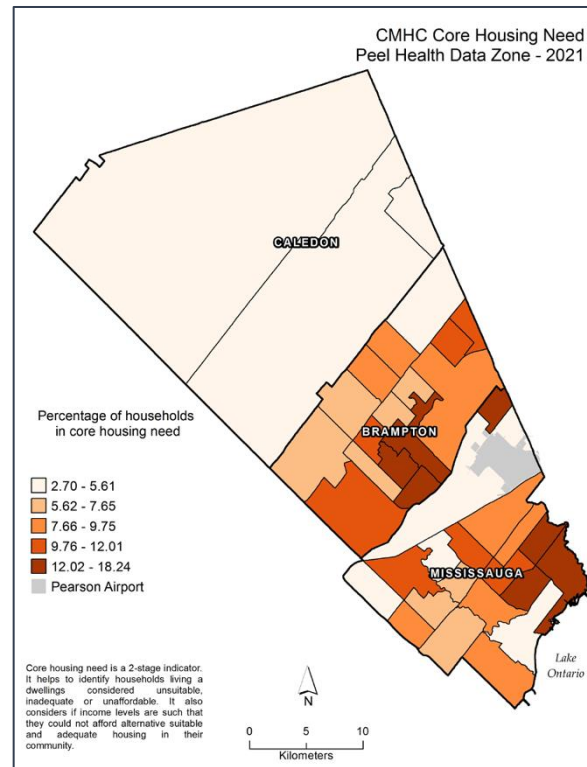 CMHC Core Housing Need
Peel Health Data Zone - 2021
CALEDON
Percentage of households
in core housing need
BRAMPTON
2.70 - 5.61
5.62 - 7.65
7.66 - 9.75
9.76 - 12.01
12.02 - 18.24
Pearson Airport
MISSISSAUGA
Core housing need is a 2-stage indicator.
It helps to identify households living a
dwellings considered unsuitable,
inadequate or unaffordable. It also
considers if income levels are such that
they could not afford alternative suitable
and adequate housing in their
community.
Lake
Ontario
N
0 5 10
Kilometers